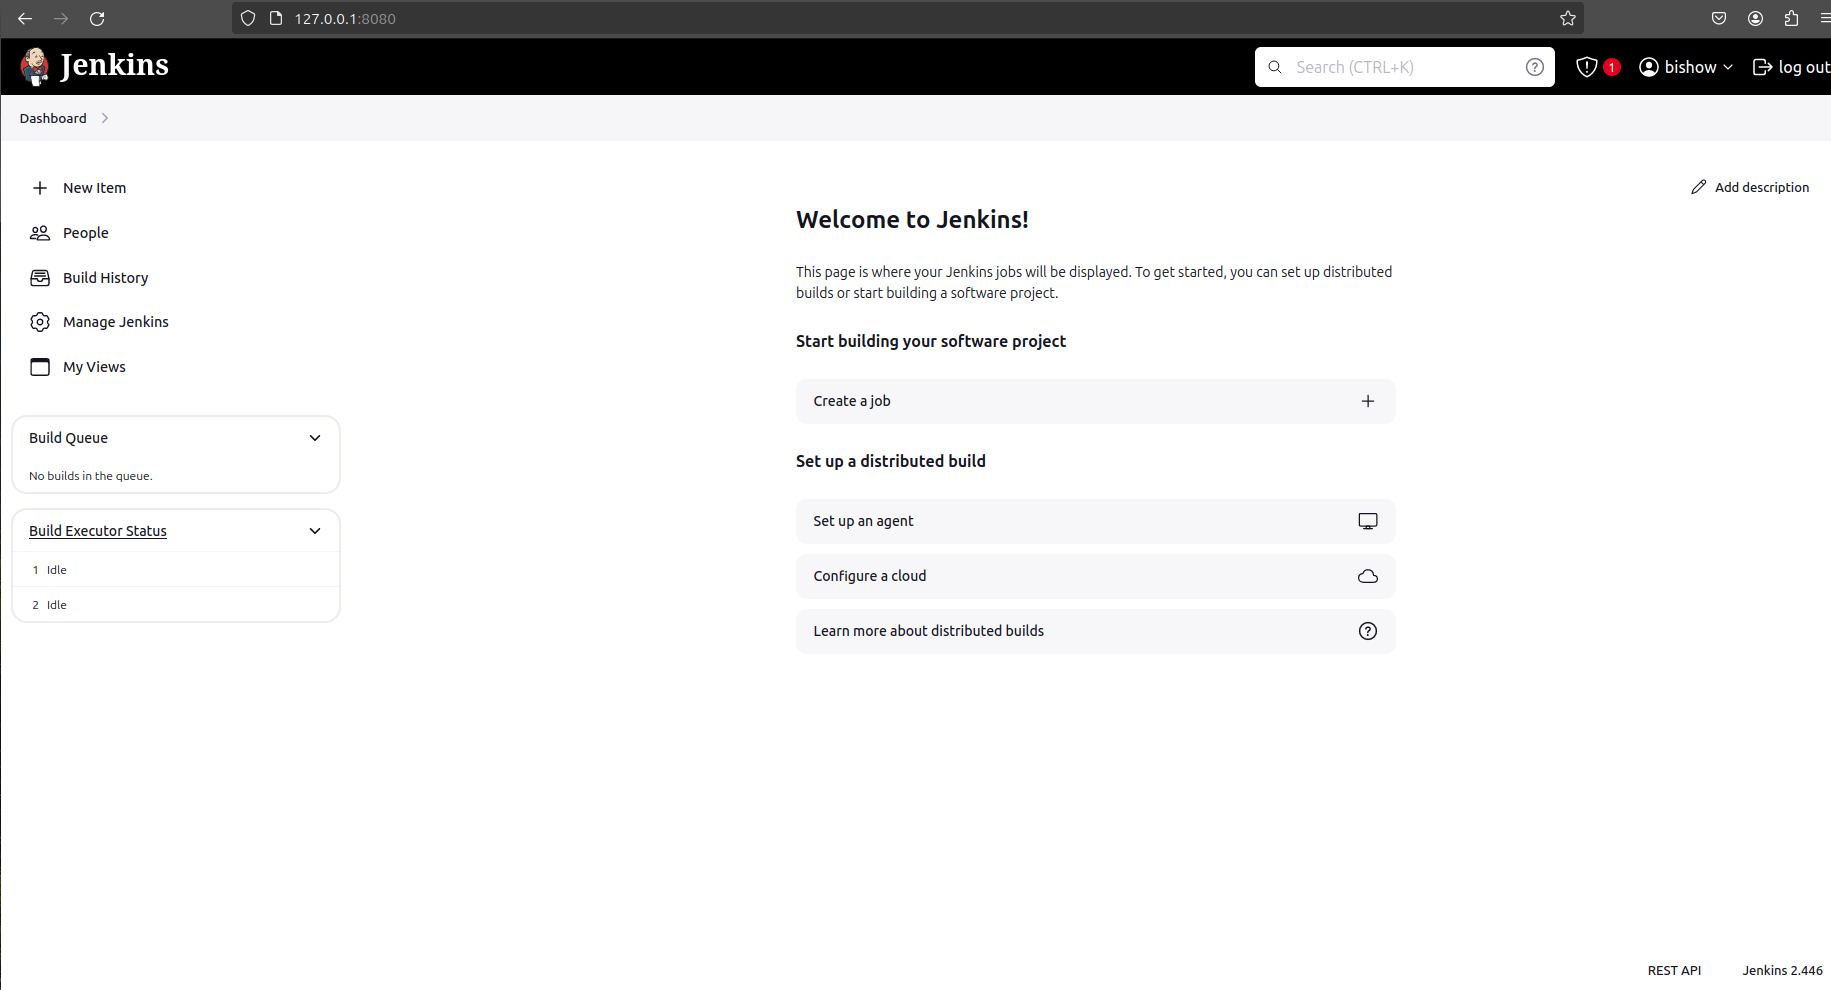 127.0.0.1:8080
Jenkins
Search (CTRL+K)
1
bishow
log out
Dashboard
New Item
People
Build History
Manage Jenkins
My Views
Build Queue
No builds in the queue.
Build Executor Status
1 Idle
2 Idle
Add description
Welcome to Jenkins!
This page is where your Jenkins jobs will be displayed. To get started, you can set up distributed
builds or start building a software project.
Start building your software project
Create a job
Set up a distributed build
Set up an agent
Configure a cloud
Learn more about distributed builds
REST API
Jenkins 2.446